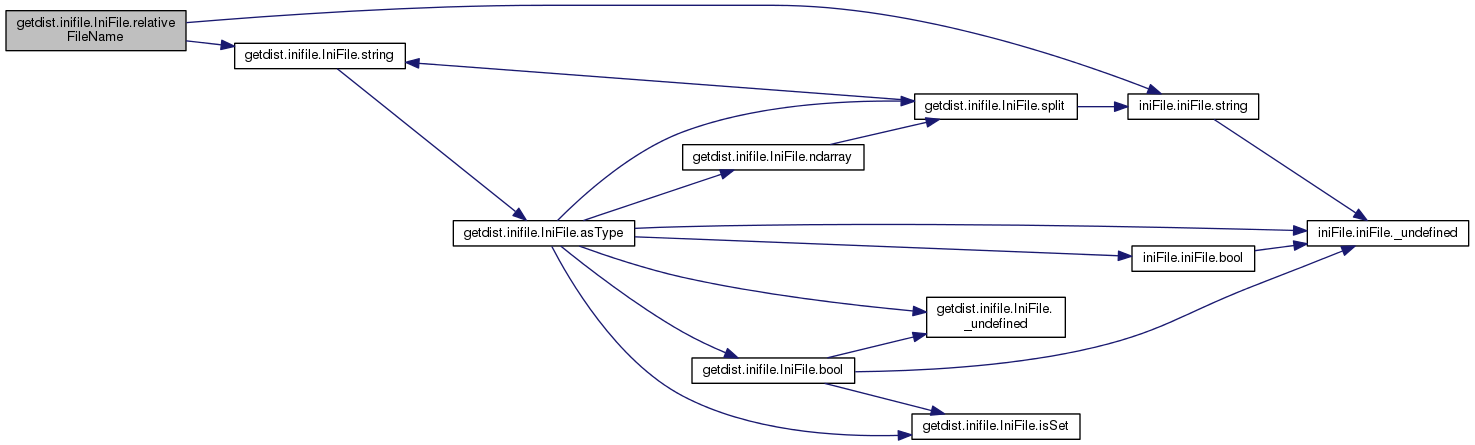 getdist.inifile.IniFile.relative
FileName
getdist.inifile.IniFile.string
getdist.inifile.IniFile.split
iniFile.iniFile.string
getdist.inifile.IniFile.ndarray
getdist.inifile.IniFile.asType
iniFile.iniFile._undefined
iniFile.iniFile.bool
getdist.inifile.IniFile.
_undefined
getdist.inifile.IniFile.bool
getdist.inifile.IniFile.isSet